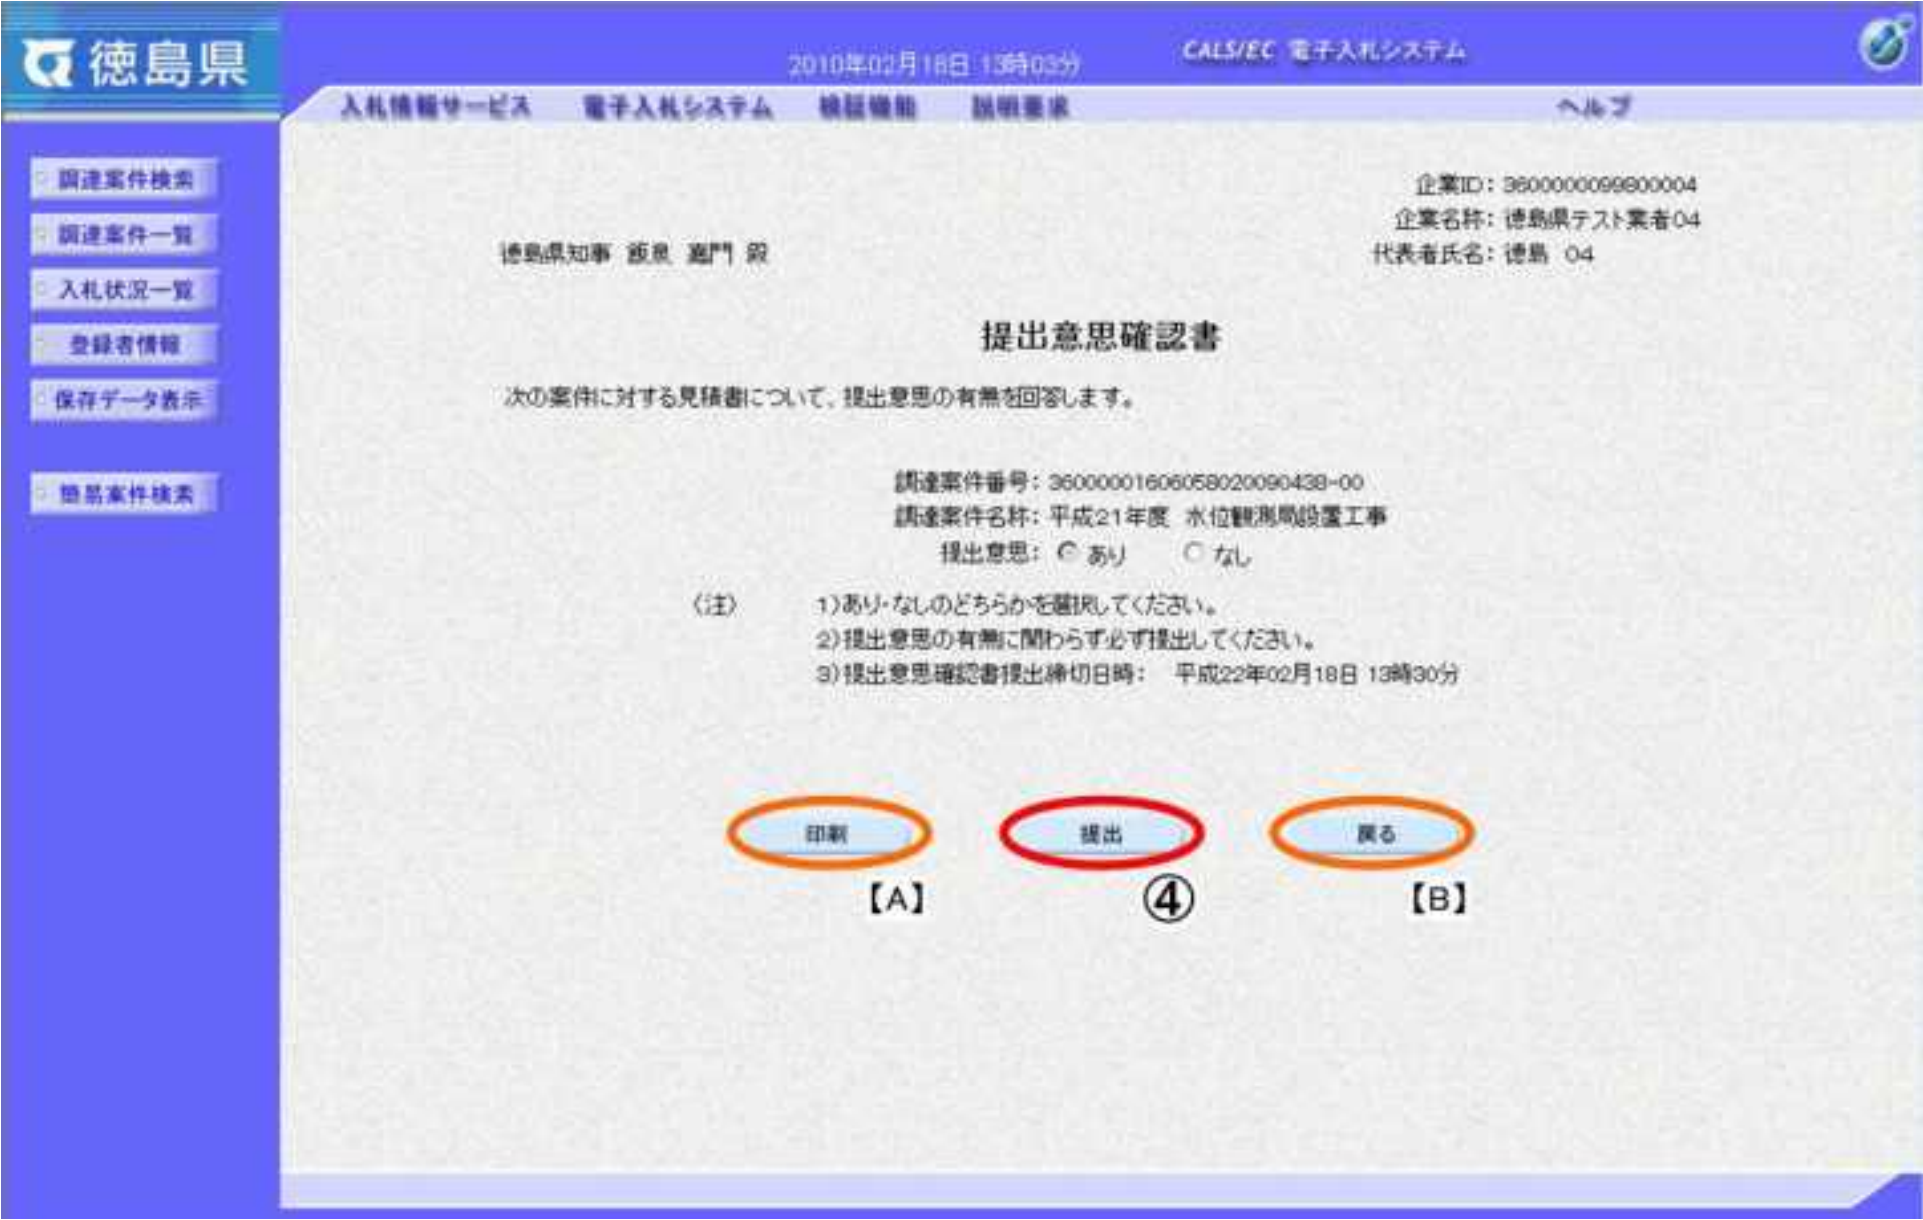 徳島県
2010年02月18日 13時03分
CALS/EC 電子入札システム
入札情報サービス 電子入札システム 検証機能 説明要求 ヘルプ
調達案件検索
調達案件一覧
入札状況一覧
登録者情報
保存データ表示
簡易案件検索
企業ID：3600000099800004
企業名称：徳島県テスト業者04
徳島県知事 飯泉 嘉門 殿
代表者氏名：徳島 04
提出意思確認書
次の案件に対する見積書について、提出意思の有無を回答します。
調達案件番号：36000001606058020090438-00
調達案件名称：平成21年度 水位観測局設置工事
提出意思： あり なし
〈注〉 1)あり・なしのどちらかを選択してください。
2)提出意思の有無に関わらず必ず提出してください。
3)提出意思確認書提出締切日時： 平成22年02月18日 13時30分
印刷 提出 戻る
【A】 ④ 【B】